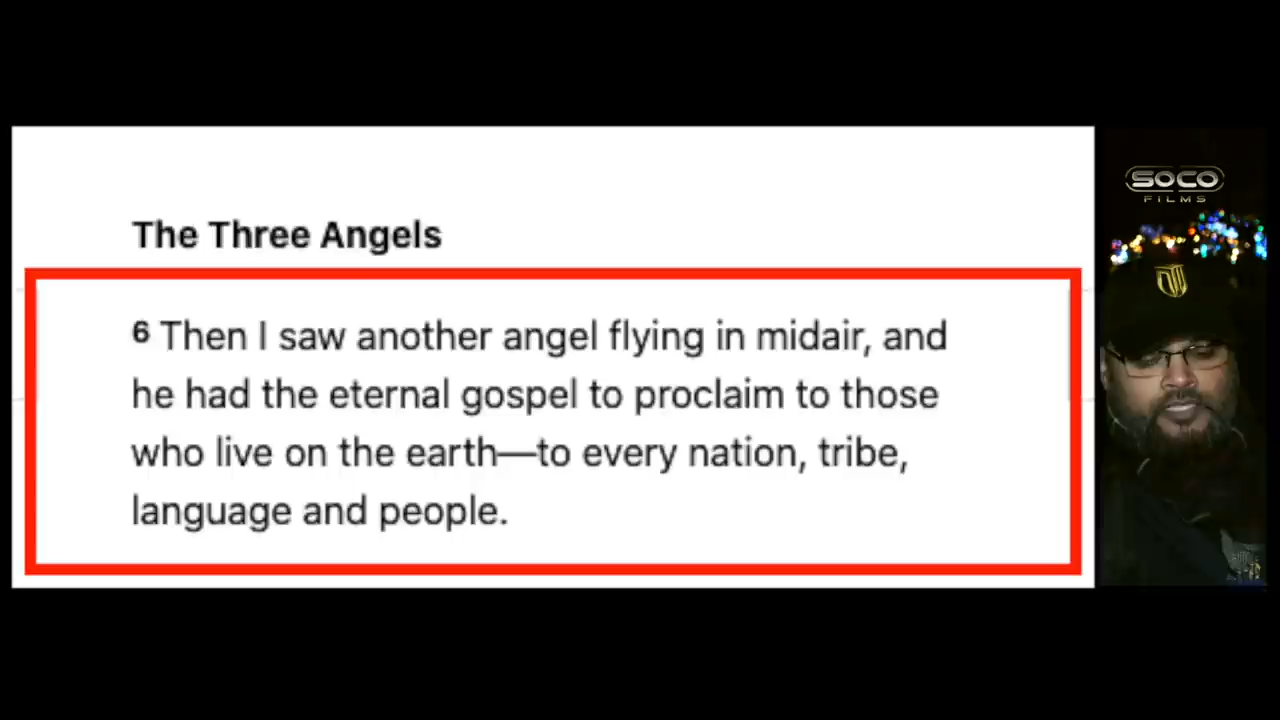 The Three Angels
6 Then I saw another angel flying in midair, and
he had the eternal gospel to proclaim to those
who live on the earth—to every nation, tribe,
language and people.
SOCO
FILMS